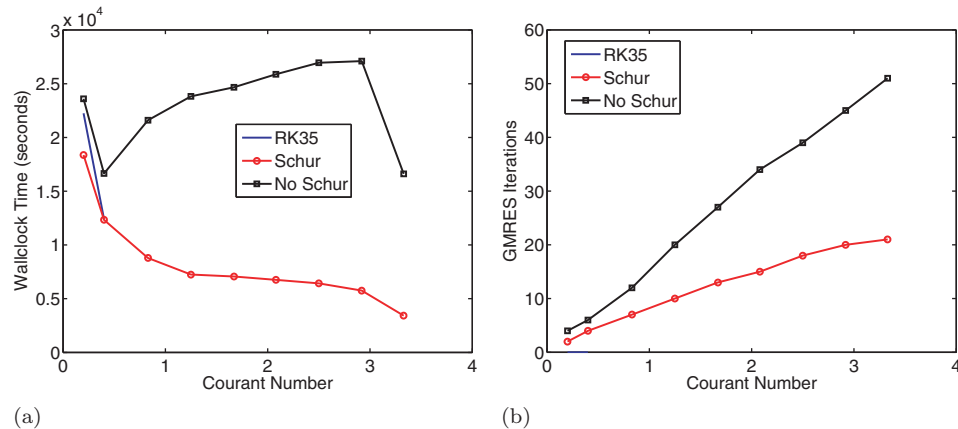 x 10⁴
3
2.5
2
1.5
1
0.5
0
0
1
2
3
4
Wallclock Time (seconds)
Courant Number
RK35
Schur
No Schur
(a)
60
50
40
30
20
10
0
0
1
2
3
4
GMRES Iterations
Courant Number
RK35
Schur
No Schur
(b)